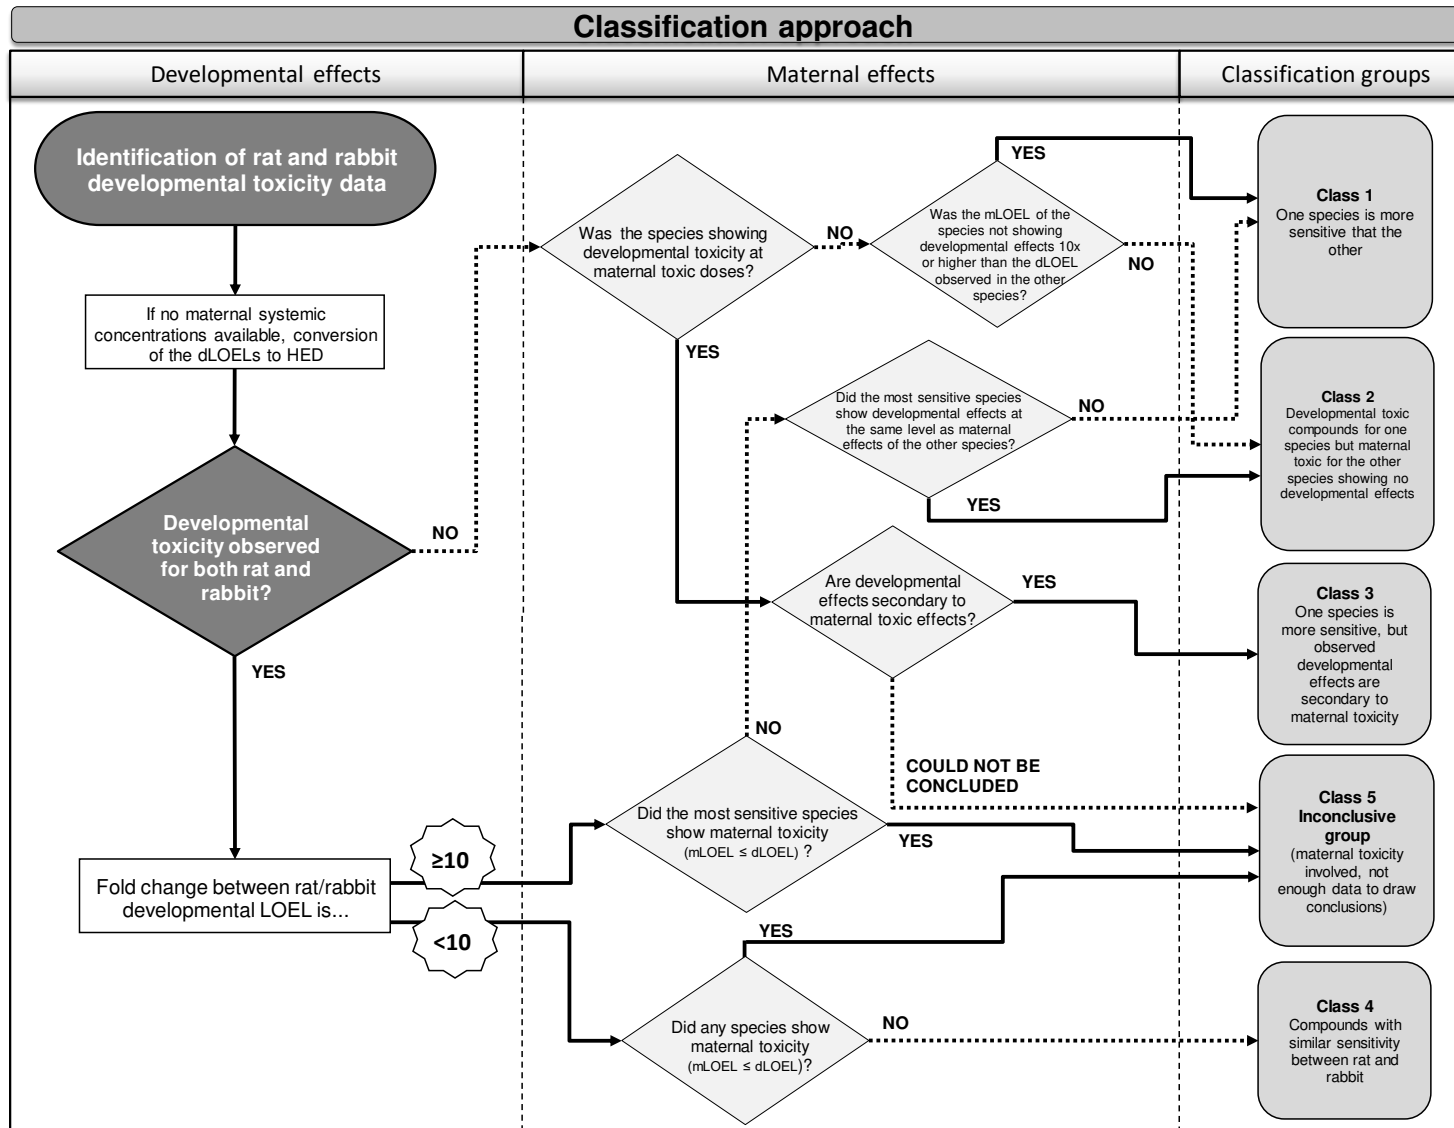 Classification approach
Developmental effects
Maternal effects
Classification groups
Identification of rat and rabbit
developmental toxicity data
If no maternal systemic
concentrations available, conversion
of the dLOELs to HED
Developmental
toxicity observed
for both rat and
rabbit?
NO
YES
Fold change between rat/rabbit
developmental LOEL is…
≥10
<10
Was the species showing
developmental toxicity at
maternal toxic doses?
NO
YES
Was the mLOEL of the
species not showing
developmental effects 10x
or higher than the dLOEL
observed in the other
species?
YES
NO
Did the most sensitive species
show developmental effects at
the same level as maternal
effects of the other species?
NO
YES
Are developmental
effects secondary to
maternal toxic effects?
YES
COULD NOT BE
CONCLUDED
Did the most sensitive species
show maternal toxicity
(mLOEL ≤ dLOEL) ?
NO
YES
Did any species show
maternal toxicity
(mLOEL ≤ dLOEL)?
YES
NO
Class 1
One species is more
sensitive that the
other
Class 2
Developmental toxic
compounds for one
species but maternal
toxic for the other
species showing no
developmental effects
Class 3
One species is
more sensitive, but
observed
developmental
effects are
secondary to
maternal toxicity
Class 5
Inconclusive
group
(maternal toxicity
involved, not
enough data to draw
conclusions)
Class 4
Compounds with
similar sensitivity
between rat and
rabbit